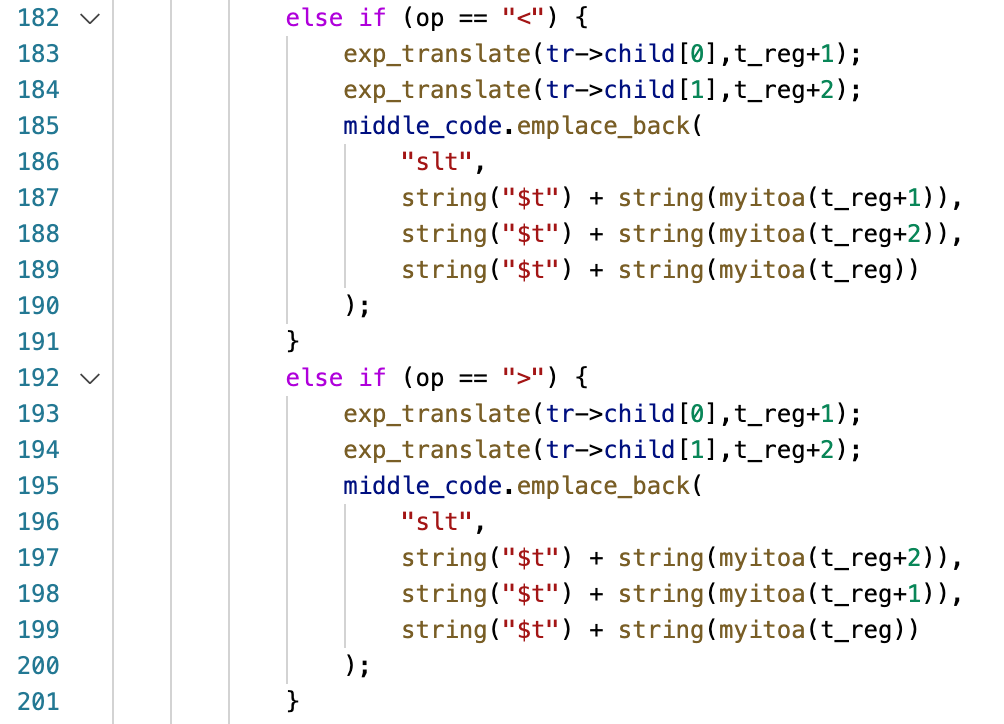 182 else if (op == "<") {
183 exp_translate(tr->child[0],t_reg+1);
184 exp_translate(tr->child[1],t_reg+2);
185 middle_code.emplace_back(
186 "slt",
187 string("$t") + string(myitoa(t_reg+1)),
188 string("$t") + string(myitoa(t_reg+2)),
189 string("$t") + string(myitoa(t_reg))
190 );
191 }
192 else if (op == ">") {
193 exp_translate(tr->child[0],t_reg+1);
194 exp_translate(tr->child[1],t_reg+2);
195 middle_code.emplace_back(
196 "slt",
197 string("$t") + string(myitoa(t_reg+2)),
198 string("$t") + string(myitoa(t_reg+1)),
199 string("$t") + string(myitoa(t_reg))
200 );
201 }